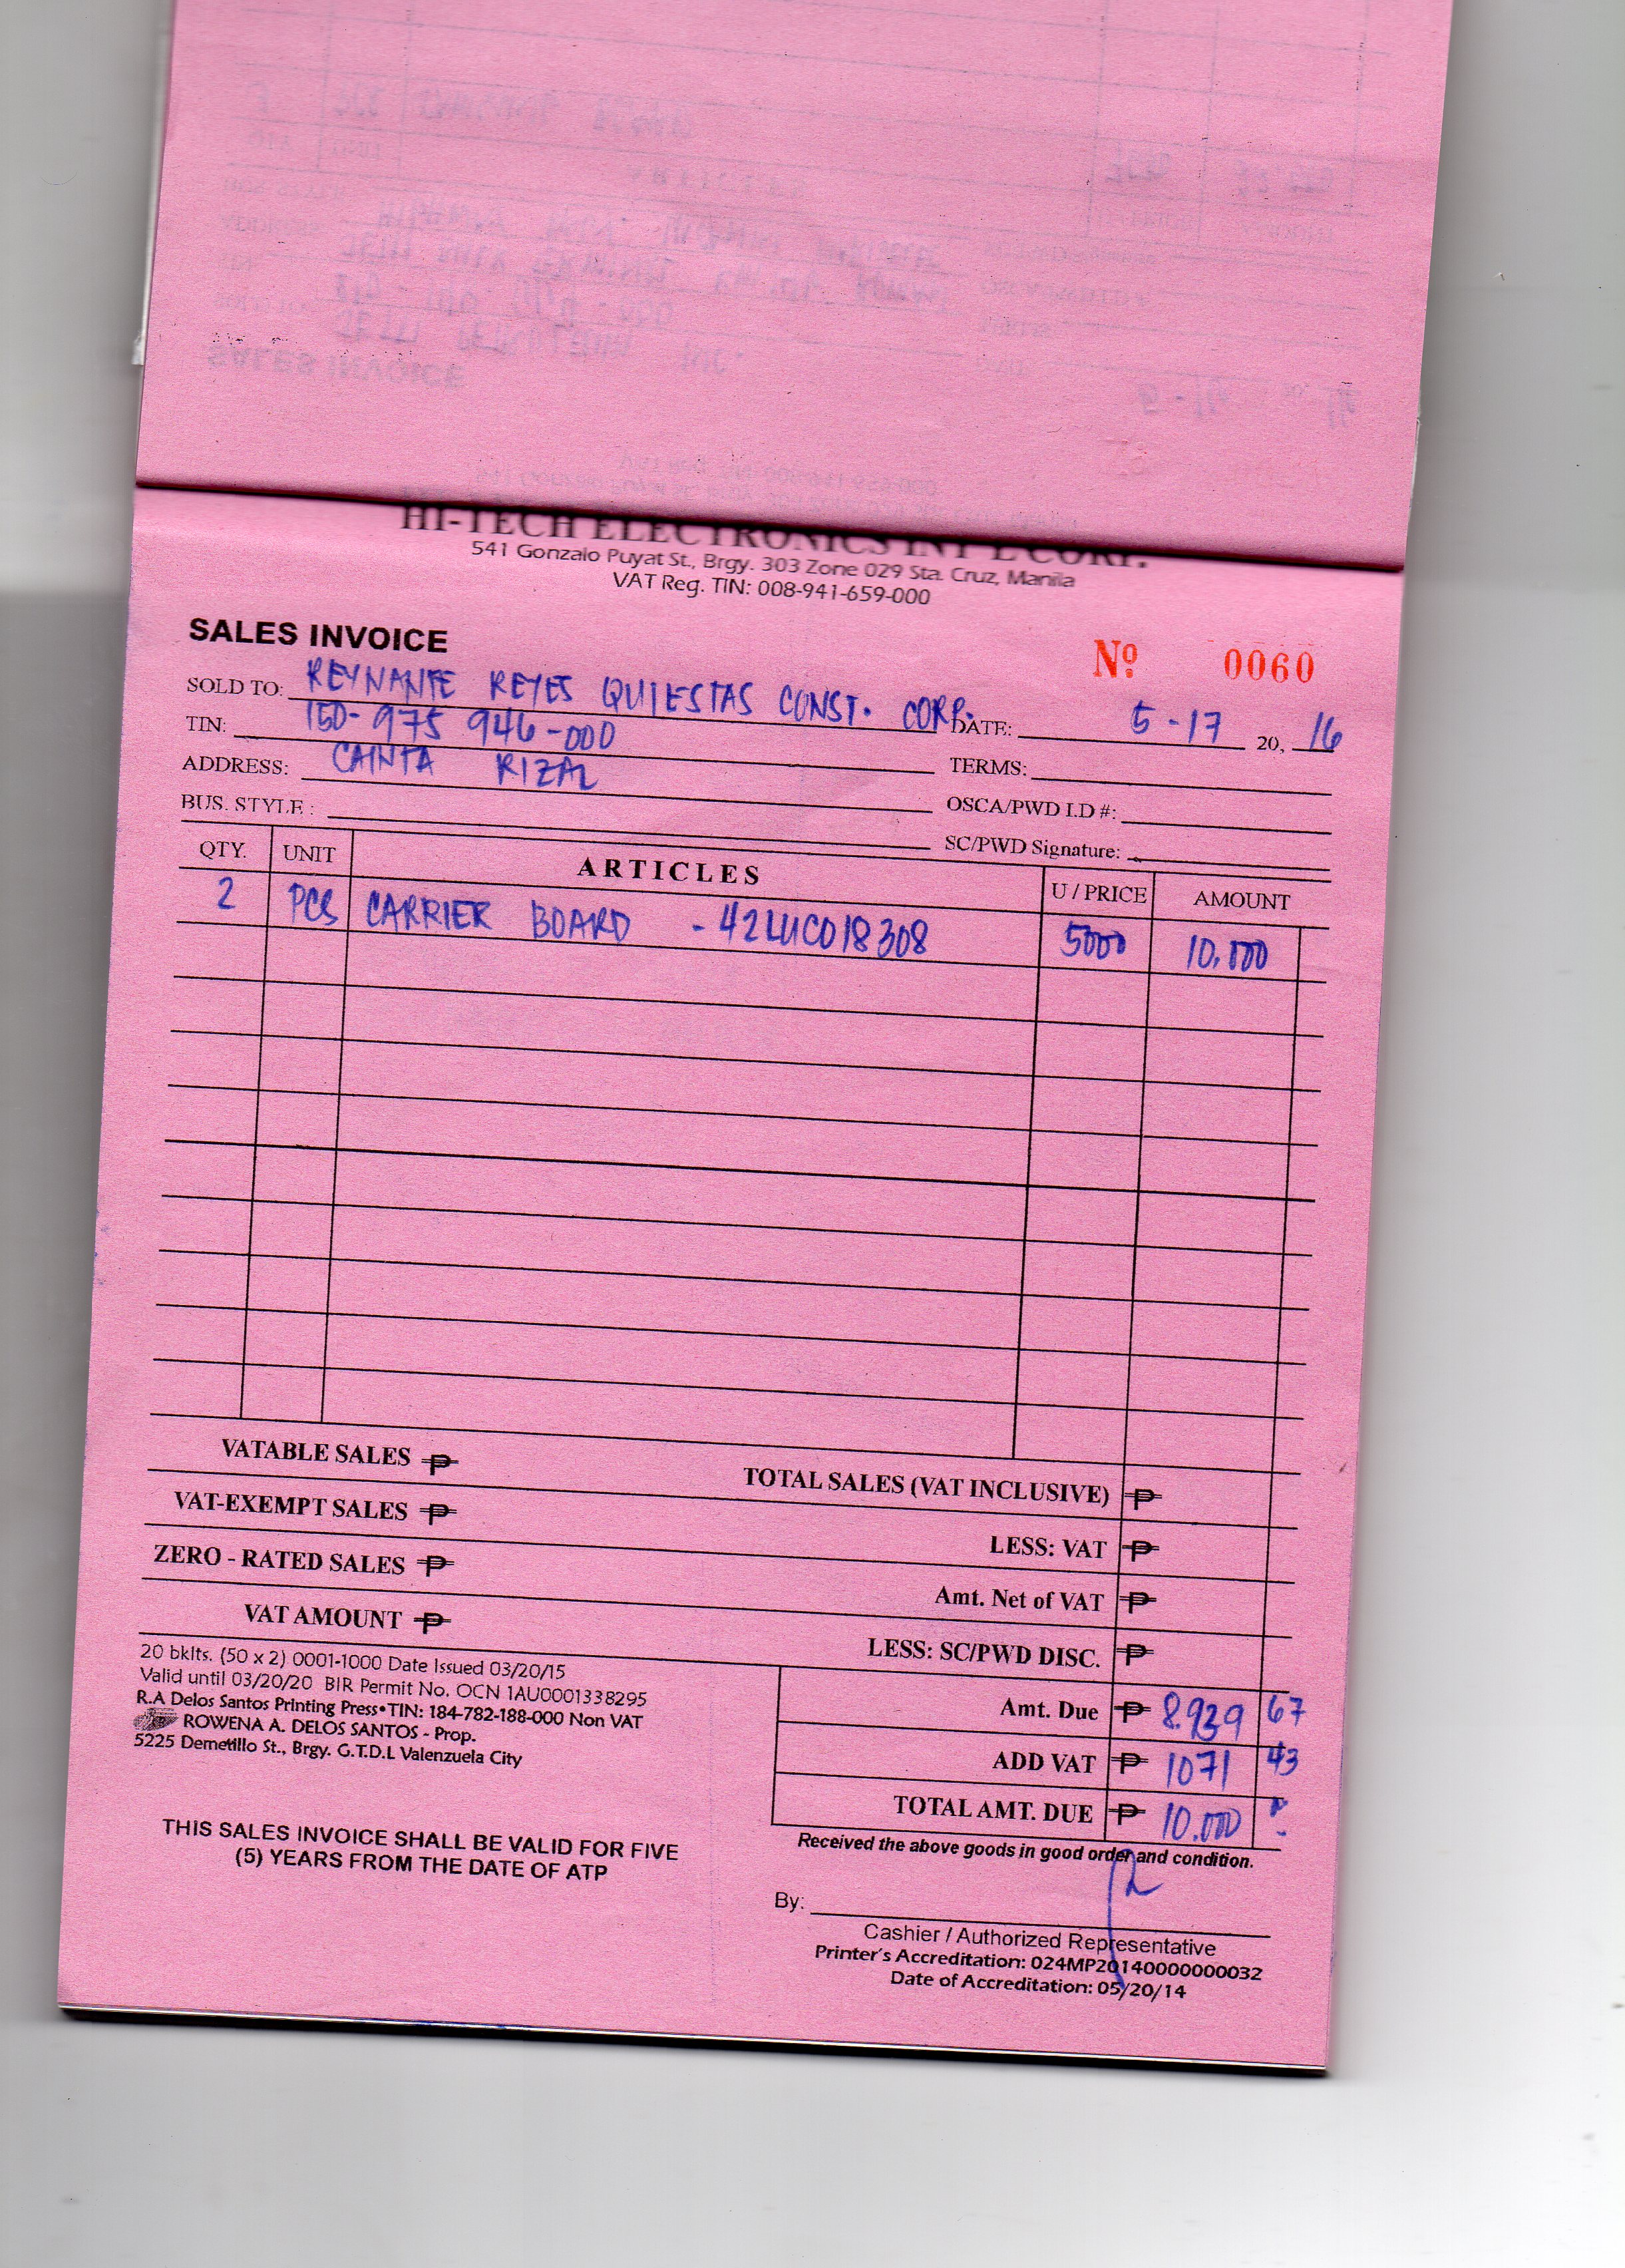 HI-TECH ELECTRONICS INT'L CORP.
541 Gonzalo Puyat St., Brgy. 303 Zone 029 Sta. Cruz, Manila
VAT Reg. TIN: 008-941-659-000
SALES INVOICE
Nº 0060
SOLD TO: REYNANTE REYES QUIESTAS CONST. CORP.
DATE: 5-17 20, 16
TIN: 150-975 946-000
TERMS:
ADDRESS: CAINTA RIZAL
OSCA/PWD I.D #:
BUS. STYLE :
SC/PWD Signature:
QTY. UNIT ARTICLES U / PRICE AMOUNT
2 PCS CARRIER BOARD - 42LUC018308 5000 10,000
VATABLE SALES ₱
TOTAL SALES (VAT INCLUSIVE) ₱
VAT-EXEMPT SALES ₱
LESS: VAT ₱
ZERO - RATED SALES ₱
Amt. Net of VAT ₱
VAT AMOUNT ₱
LESS: SC/PWD DISC. ₱
20 bklts. (50 x 2) 0001-1000 Date Issued 03/20/15
Valid until 03/20/20 BIR Permit No. OCN 1AU0001338295
R.A Delos Santos Printing Press•TIN: 184-782-188-000 Non VAT
ROWENA A. DELOS SANTOS - Prop.
5225 Demetillo St., Brgy. G.T.D.L Valenzuela City
Amt. Due ₱ 8.939 67
ADD VAT ₱ 1071 43
TOTAL AMT. DUE ₱ 10.000
THIS SALES INVOICE SHALL BE VALID FOR FIVE
(5) YEARS FROM THE DATE OF ATP
Received the above goods in good order and condition.
By:
Cashier / Authorized Representative
Printer's Accreditation: 024MP20140000000032
Date of Accreditation: 05/20/14